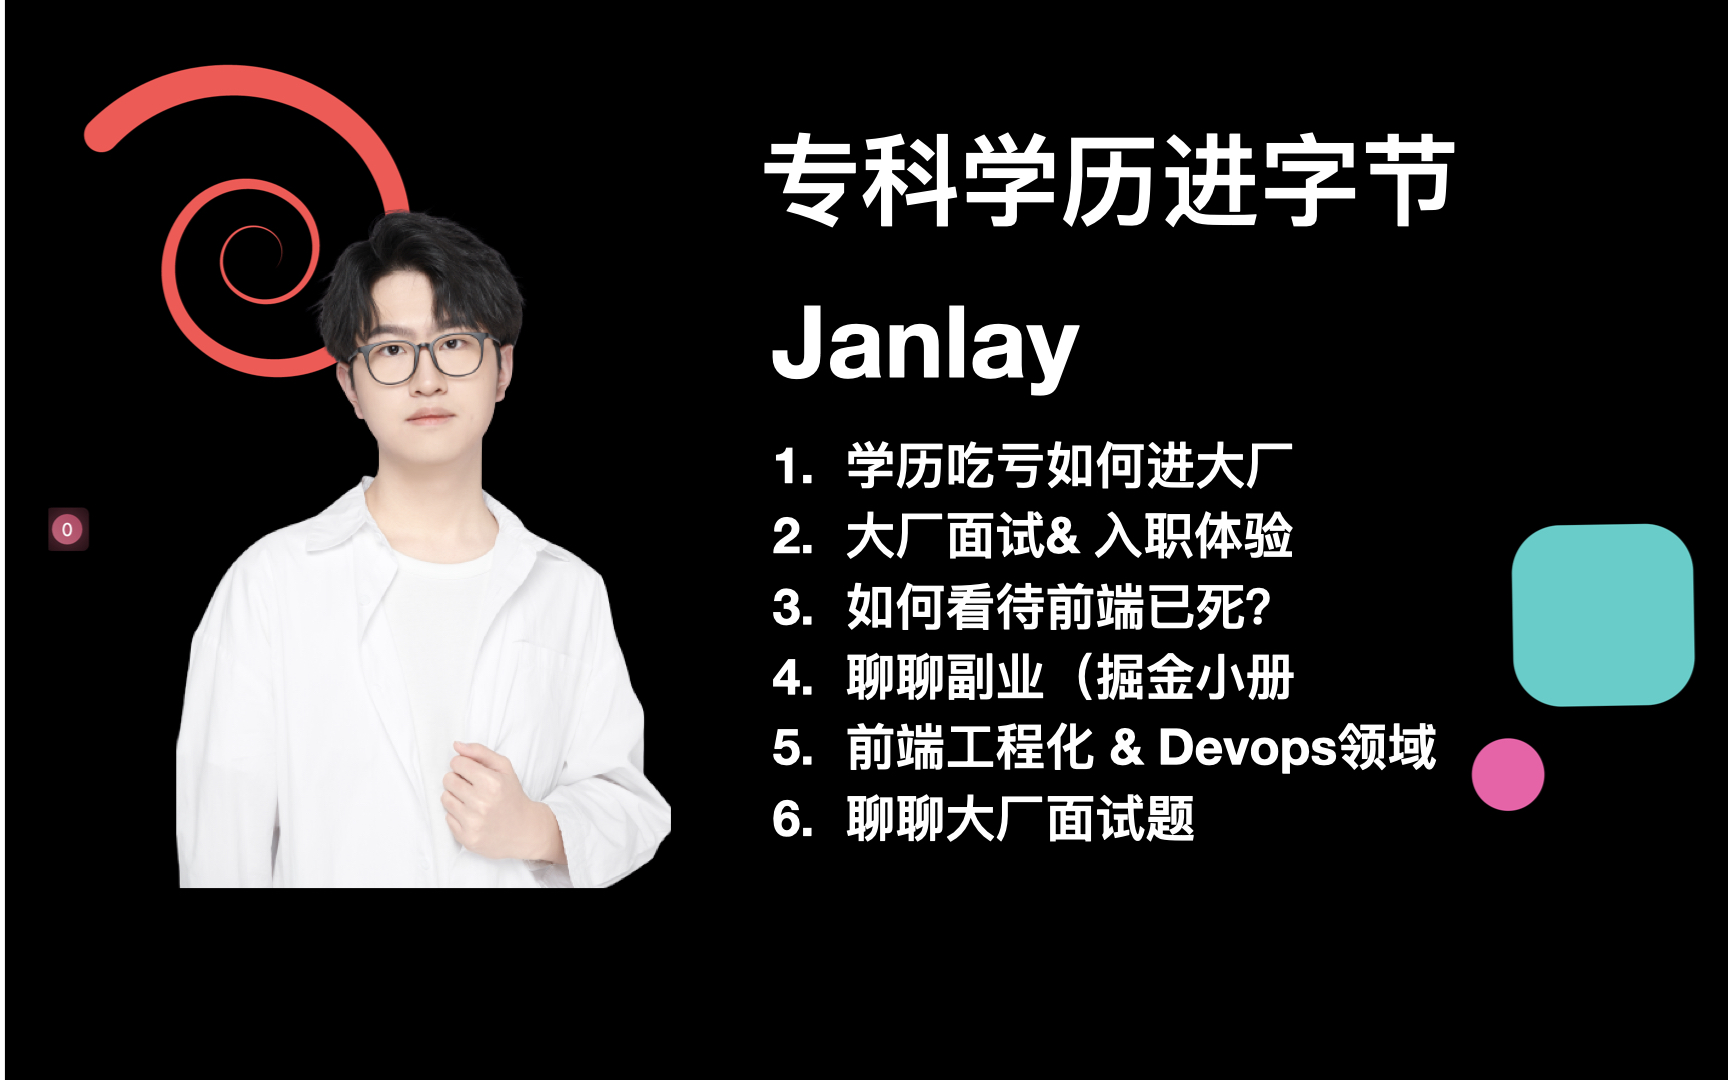 专科学历进字节
Janlay
1. 学历吃亏如何进大厂
2. 大厂面试& 入职体验
3. 如何看待前端已死?
4. 聊聊副业（掘金小册
5. 前端工程化 & Devops领域
6. 聊聊大厂面试题
0